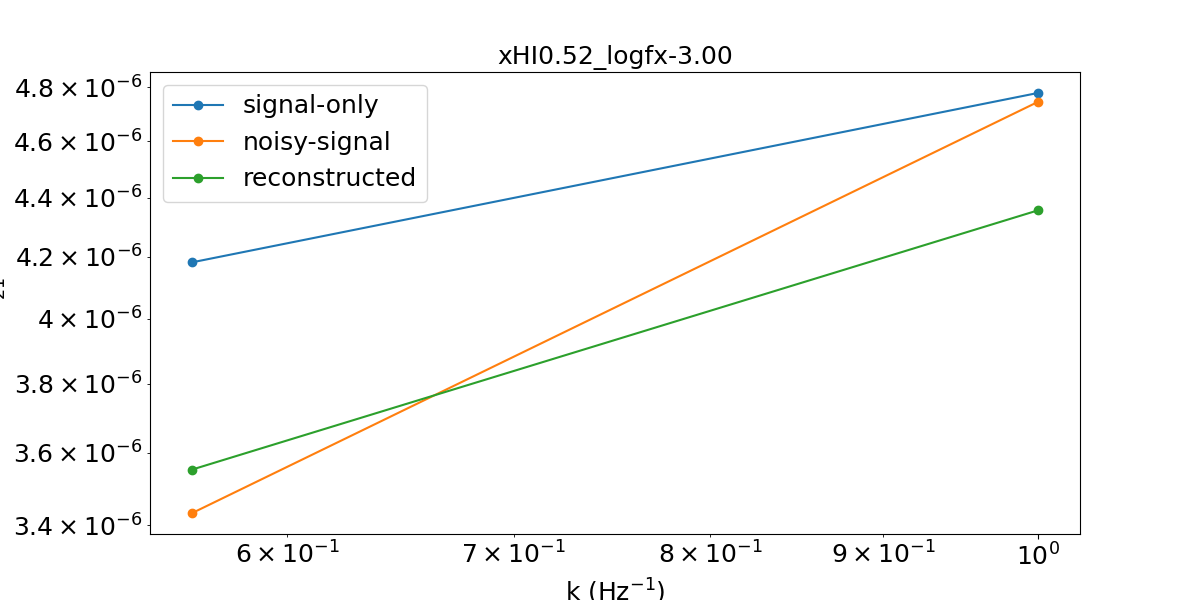 xHI0.52_logfx-3.00
signal-only
noisy-signal
reconstructed
4.8 × 10⁻⁶
4.6 × 10⁻⁶
4.4 × 10⁻⁶
4.2 × 10⁻⁶
4 × 10⁻⁶
3.8 × 10⁻⁶
3.6 × 10⁻⁶
3.4 × 10⁻⁶
6 × 10⁻¹ 7 × 10⁻¹ 8 × 10⁻¹ 9 × 10⁻¹ 10⁰
k (Hz⁻¹)